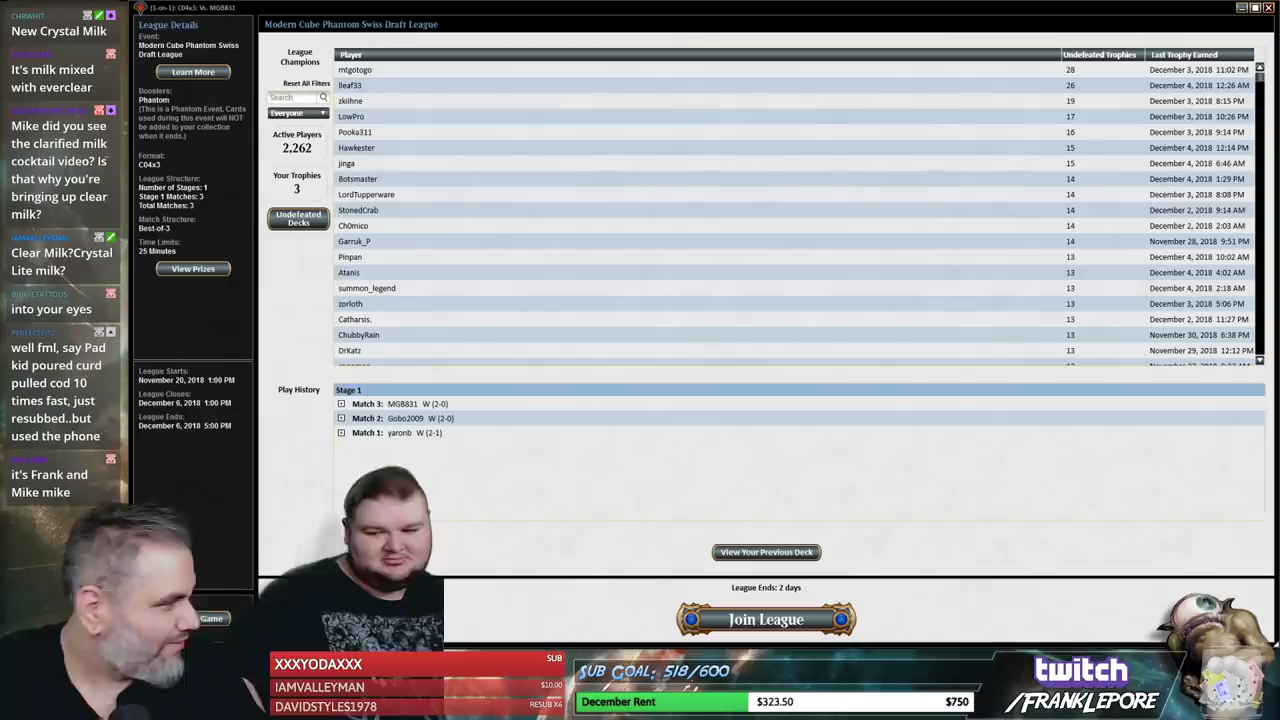 (1-on-1): C04x3: Vs. MGB831
CHRWHIT
New Crystal Milk
It's milk mixed
with everclear
Mike did you see
the clarified milk
cocktail video? Is
that why you're
bringing up clear
milk?
IAMVALLEYMAN
Clear Milk?Crystal
Lite milk?
BIGGIETATTOOS
into your eyes
PERFECTF12
well fml, say Pad
kid poured curd
pulled cod 10
times fast, just
resubbed..but
used the phone
it's Frank and
Mike mike
League Details
Event:
Modern Cube Phantom Swiss
Draft League
Learn More
Boosters:
Phantom
(This is a Phantom Event. Cards
used during this event will NOT
be added to your collection
when it ends.)
Format:
C04x3
League Structure:
Number of Stages: 1
Stage 1 Matches: 3
Total Matches: 3
Match Structure:
Best-of-3
Time Limits:
25 Minutes
View Prizes
League Starts:
November 20, 2018 1:00 PM
League Closes:
December 6, 2018 1:00 PM
League Ends:
December 6, 2018 5:00 PM
Game
Modern Cube Phantom Swiss Draft League
League
Champions
Reset All Filters
Search
Everyone
Active Players
2,262
Your Trophies
3
Undefeated
Decks
Player Undefeated Trophies Last Trophy Earned
mtgotogo 28 December 3, 2018 11:02 PM
lleaf33 26 December 4, 2018 12:26 AM
zkiihne 19 December 3, 2018 8:15 PM
LowPro 17 December 3, 2018 10:26 PM
Pooka311 16 December 3, 2018 9:14 PM
Hawkester 15 December 4, 2018 12:14 PM
jinga 15 December 4, 2018 6:46 AM
Botsmaster 14 December 4, 2018 1:29 PM
LordTupperware 14 December 3, 2018 8:08 PM
StonedCrab 14 December 2, 2018 9:14 AM
Ch0mico 14 December 2, 2018 2:03 AM
Garruk_P 14 November 28, 2018 9:51 PM
Pinpan 13 December 4, 2018 10:02 AM
Atanis 13 December 4, 2018 4:02 AM
summon_legend 13 December 4, 2018 2:18 AM
zorloth 13 December 3, 2018 5:06 PM
Catharsis. 13 December 2, 2018 11:27 PM
ChubbyRain 13 November 30, 2018 6:38 PM
DrKatz 13 November 29, 2018 12:12 PM
Play History
Stage 1
Match 3: MGB831 W (2-0)
Match 2: Gobo2009 W (2-0)
Match 1: yaronb W (2-1)
View Your Previous Deck
League Ends: 2 days
Join League
XXXYODAXXX SUB
IAMVALLEYMAN $10.00
DAVIDSTYLES1978 RESUB X6
SUB GOAL: 518/600
December Rent $323.50 $750
twitch
/FRANKLEPORE